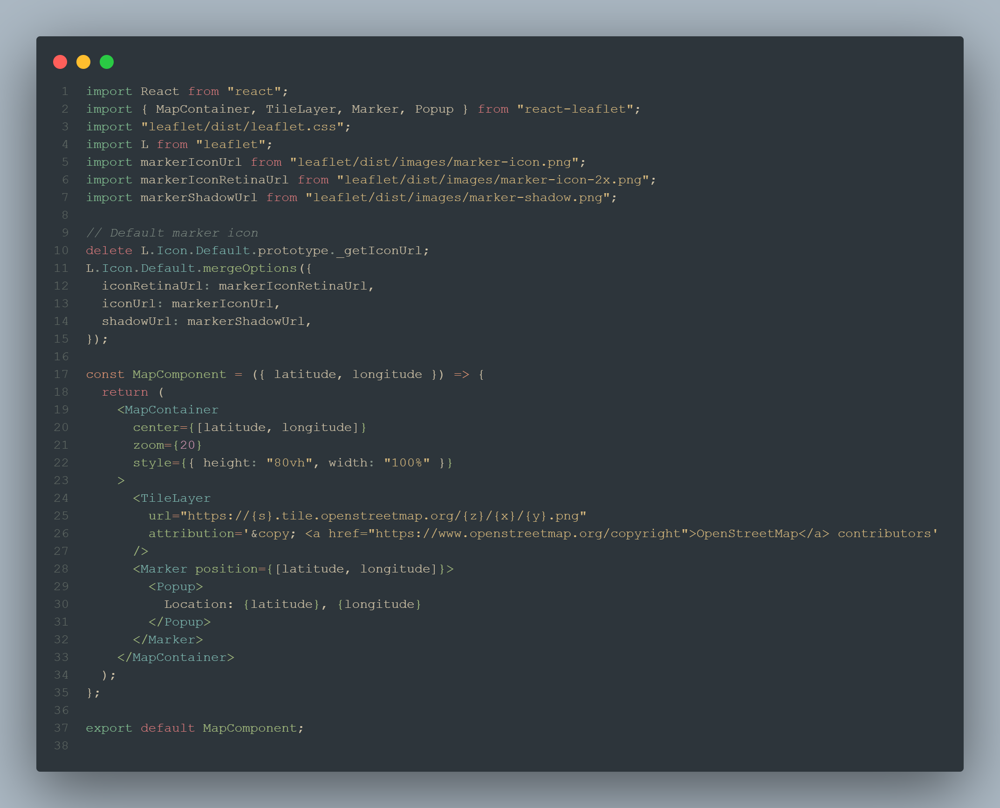 1 import React from "react";
2 import { MapContainer, TileLayer, Marker, Popup } from "react-leaflet";
3 import "leaflet/dist/leaflet.css";
4 import L from "leaflet";
5 import markerIconUrl from "leaflet/dist/images/marker-icon.png";
6 import markerIconRetinaUrl from "leaflet/dist/images/marker-icon-2x.png";
7 import markerShadowUrl from "leaflet/dist/images/marker-shadow.png";
8
9 // Default marker icon
10 delete L.Icon.Default.prototype._getIconUrl;
11 L.Icon.Default.mergeOptions({
12   iconRetinaUrl: markerIconRetinaUrl,
13   iconUrl: markerIconUrl,
14   shadowUrl: markerShadowUrl,
15 });
16
17 const MapComponent = ({ latitude, longitude }) => {
18   return (
19     <MapContainer
20       center={[latitude, longitude]}
21       zoom={20}
22       style={{ height: "80vh", width: "100%" }}
23     >
24       <TileLayer
25         url="https://{s}.tile.openstreetmap.org/{z}/{x}/{y}.png"
26         attribution='&copy; <a href="https://www.openstreetmap.org/copyright">OpenStreetMap</a> contributors'
27       />
28       <Marker position={[latitude, longitude]}>
29         <Popup>
30           Location: {latitude}, {longitude}
31         </Popup>
32       </Marker>
33     </MapContainer>
34   );
35 };
36
37 export default MapComponent;
38